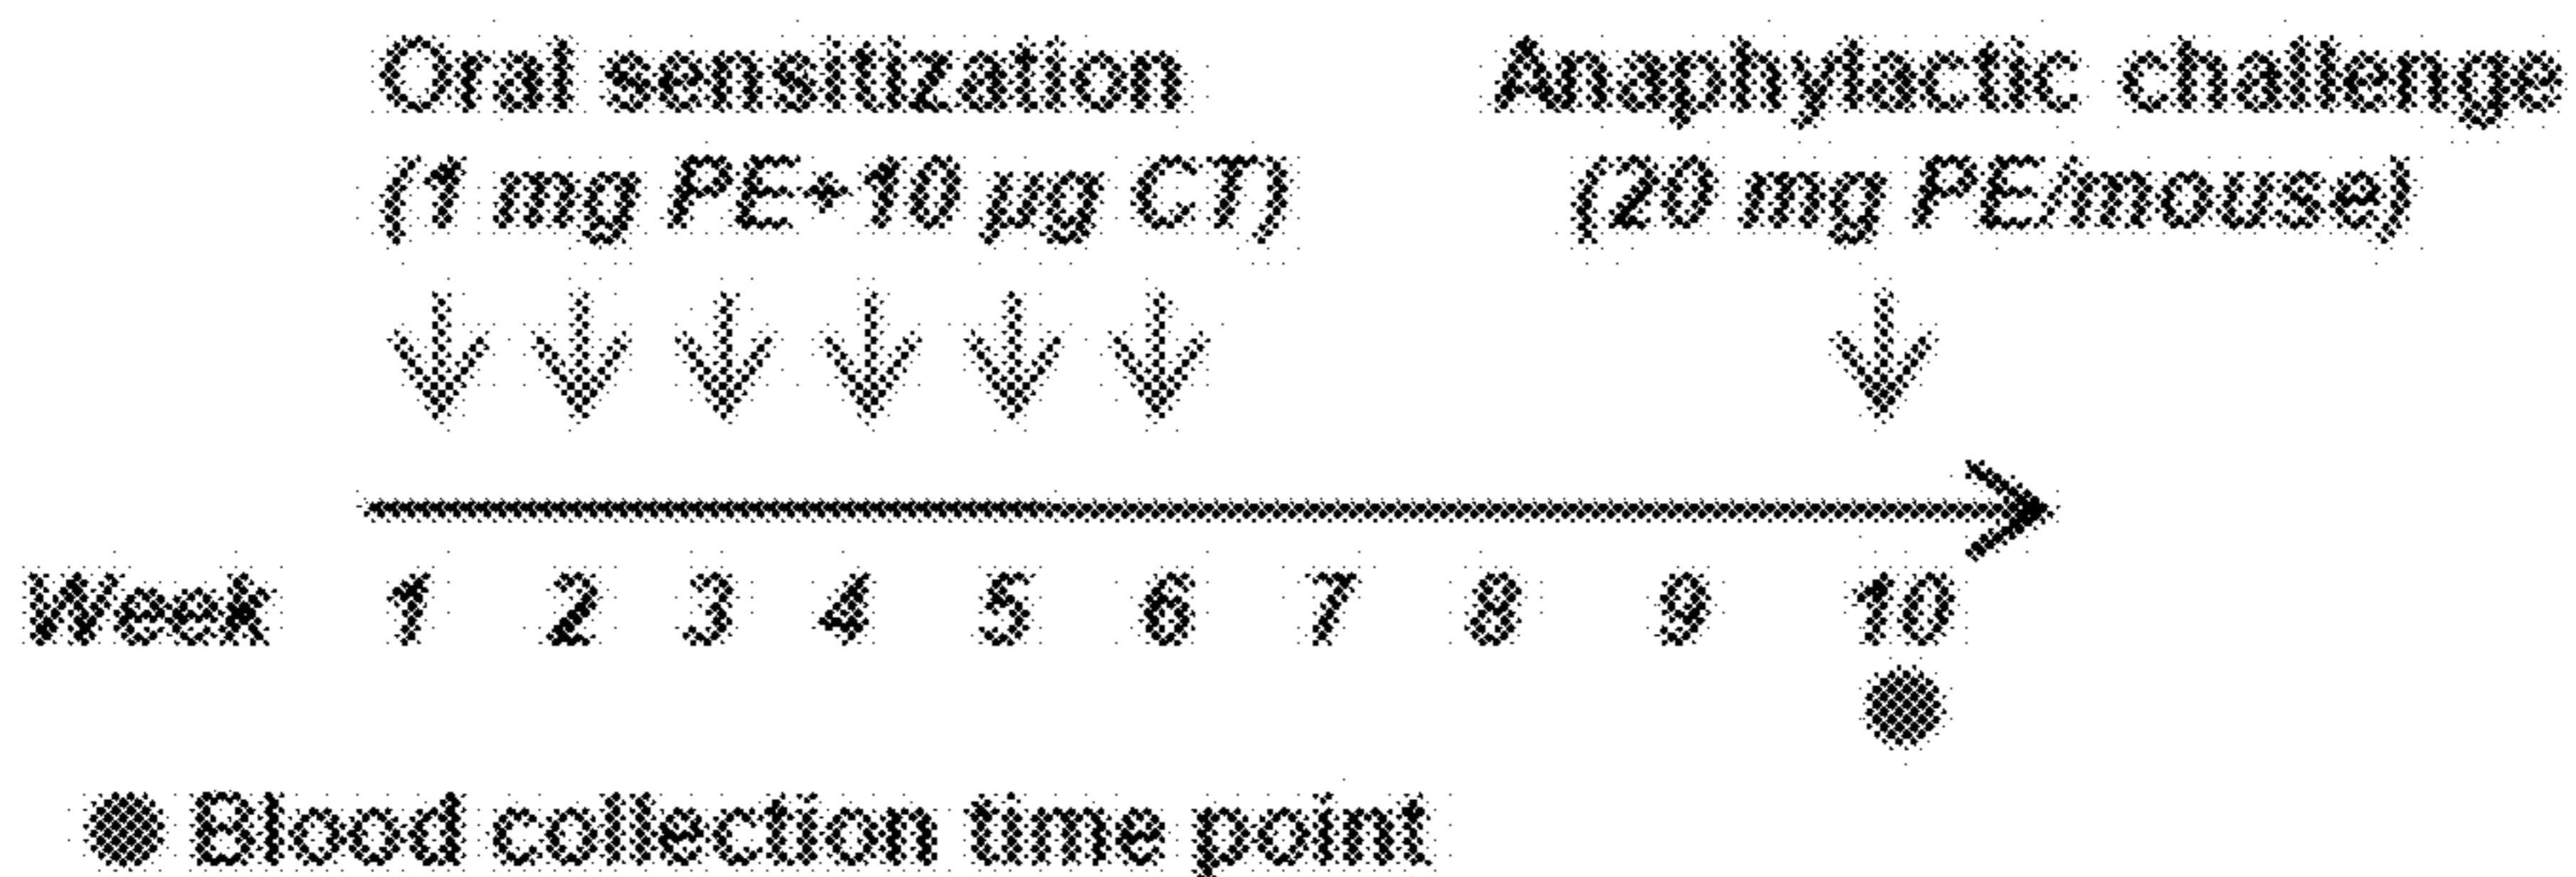 Oral sensitization
Anaphylactic challenge
(1 mg PE+10 µg CT)
(20 mg PE/mouse)
Week 1 2 3 4 5 6 7 8 9 10
Blood collection time point